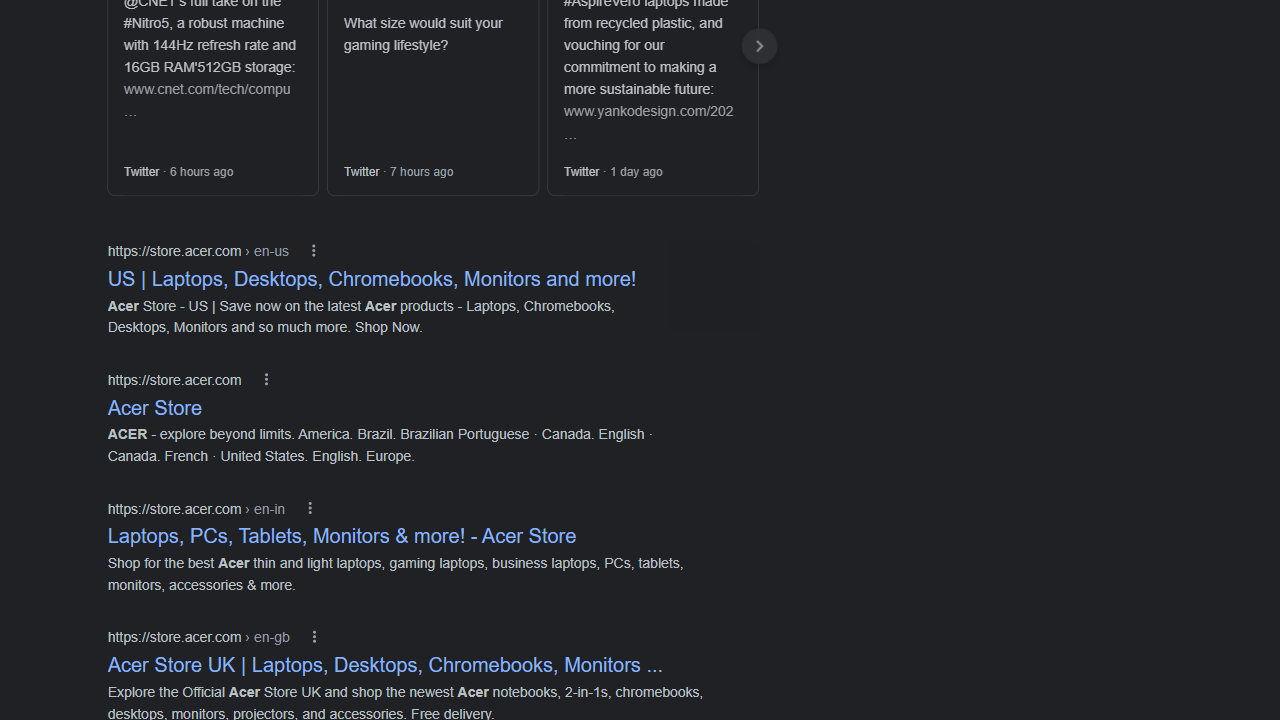 @CNET's full take on the
#Nitro5, a robust machine
with 144Hz refresh rate and
16GB RAM'512GB storage:
www.cnet.com/tech/compu
...
Twitter · 6 hours ago
What size would suit your
gaming lifestyle?
Twitter · 7 hours ago
#AspireVero laptops made
from recycled plastic, and
vouching for our
commitment to making a
more sustainable future:
www.yankodesign.com/202
...
Twitter · 1 day ago
https://store.acer.com › en-us
US | Laptops, Desktops, Chromebooks, Monitors and more!
Acer Store - US | Save now on the latest Acer products - Laptops, Chromebooks,
Desktops, Monitors and so much more. Shop Now.
https://store.acer.com
Acer Store
ACER - explore beyond limits. America. Brazil. Brazilian Portuguese · Canada. English ·
Canada. French · United States. English. Europe.
https://store.acer.com › en-in
Laptops, PCs, Tablets, Monitors & more! - Acer Store
Shop for the best Acer thin and light laptops, gaming laptops, business laptops, PCs, tablets,
monitors, accessories & more.
https://store.acer.com › en-gb
Acer Store UK | Laptops, Desktops, Chromebooks, Monitors ...
Explore the Official Acer Store UK and shop the newest Acer notebooks, 2-in-1s, chromebooks,
desktops, monitors, projectors, and accessories. Free delivery.